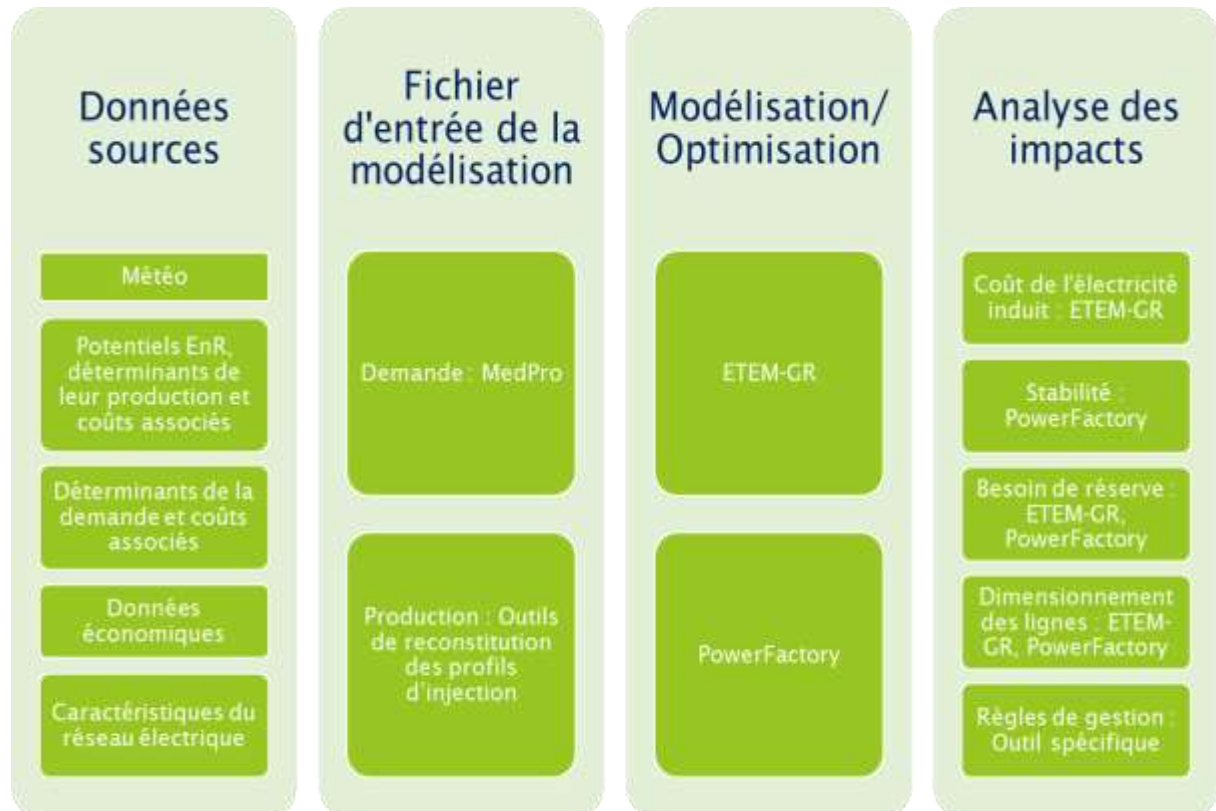 Données
sources
Météo
Potentiels EnR,
déterminants de
leur production et
coûts associés
Déterminants de la
demande et coûts
associés
Données
économiques
Caractéristiques du
réseau électrique
Fichier
d'entrée de la
modélisation
Demande : MedPro
Production : Outils
de reconstitution
des profils
d'injection
Modélisation/
Optimisation
ETEM-GR
PowerFactory
Analyse des
impacts
Coût de l'électricité
induit : ETEM-GR
Stabilité :
PowerFactory
Besoin de réserve :
ETEM-GR,
PowerFactory
Dimensionnement
des lignes : ETEM-
GR, PowerFactory
Règles de gestion :
Outil spécifique